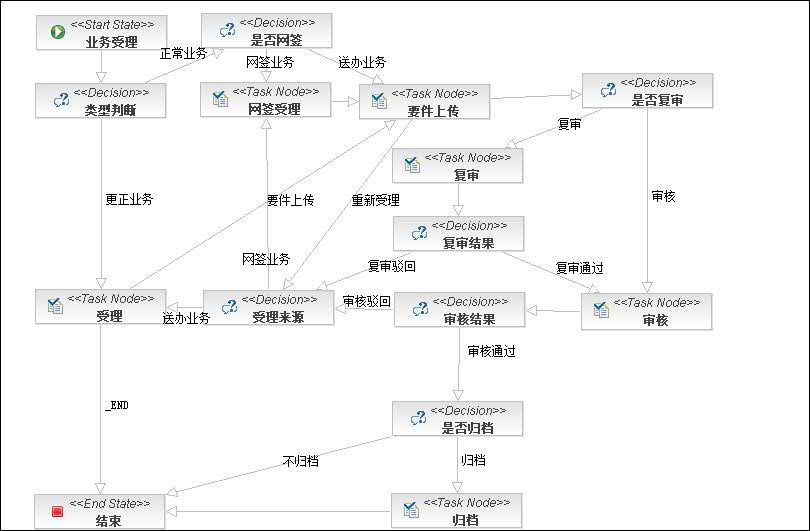 <<Start State>>
业务受理
<<Decision>>
是否网签
正常业务
网签业务
送办业务
<<Decision>>
类型判断
<<Task Node>>
网签受理
<<Task Node>>
要件上传
<<Decision>>
是否复审
复审
<<Task Node>>
复审
更正业务
要件上传
重新受理
审核
<<Decision>>
复审结果
网签业务
复审驳回
复审通过
<<Task Node>>
受理
送办业务
<<Decision>>
受理来源
审核驳回
<<Decision>>
审核结果
<<Task Node>>
审核
审核通过
_END
<<Decision>>
是否归档
不归档
归档
<<End State>>
结束
<<Task Node>>
归档